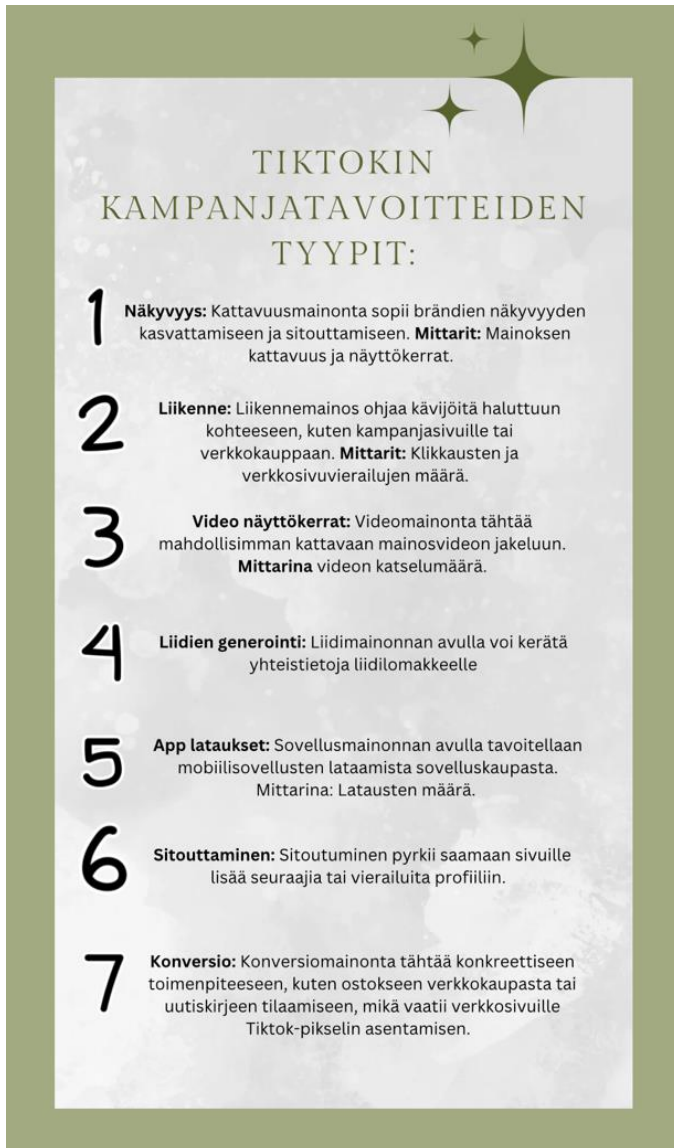 TIKTOKIN
KAMPANJATAVOITTEIDEN
TYYPIT:
1
Näkyvyys: Kattavuusmainonta sopii brändien näkyvyyden
kasvattamiseen ja sitouttamiseen. Mittarit: Mainoksen
kattavuus ja näyttökerrat.
2
Liikenne: Liikennemainos ohjaa kävijöitä haluttuun
kohteeseen, kuten kampanjasivuille tai
verkkokauppaan. Mittarit: Klikkausten ja
verkkosivuvierailujen määrä.
3
Video näyttökerrat: Videomainonta tähtää
mahdollisimman kattavaan mainosvideon jakeluun.
Mittarina videon katselumäärä.
4
Liidien generointi: Liidimainonnan avulla voi kerätä
yhteistietoja liidilomakkeelle
5
App lataukset: Sovellusmainonnan avulla tavoitellaan
mobiilisovellusten lataamista sovelluskaupasta.
Mittarina: Latausten määrä.
6
Sitouttaminen: Sitoutuminen pyrkii saamaan sivuille
lisää seuraajia tai vierailuita profiiliin.
7
Konversio: Konversiomainonta tähtää konkreettiseen
toimenpiteeseen, kuten ostokseen verkkokaupasta tai
uutiskirjeen tilaamiseen, mikä vaatii verkkosivuille
Tiktok-pikselin asentamisen.